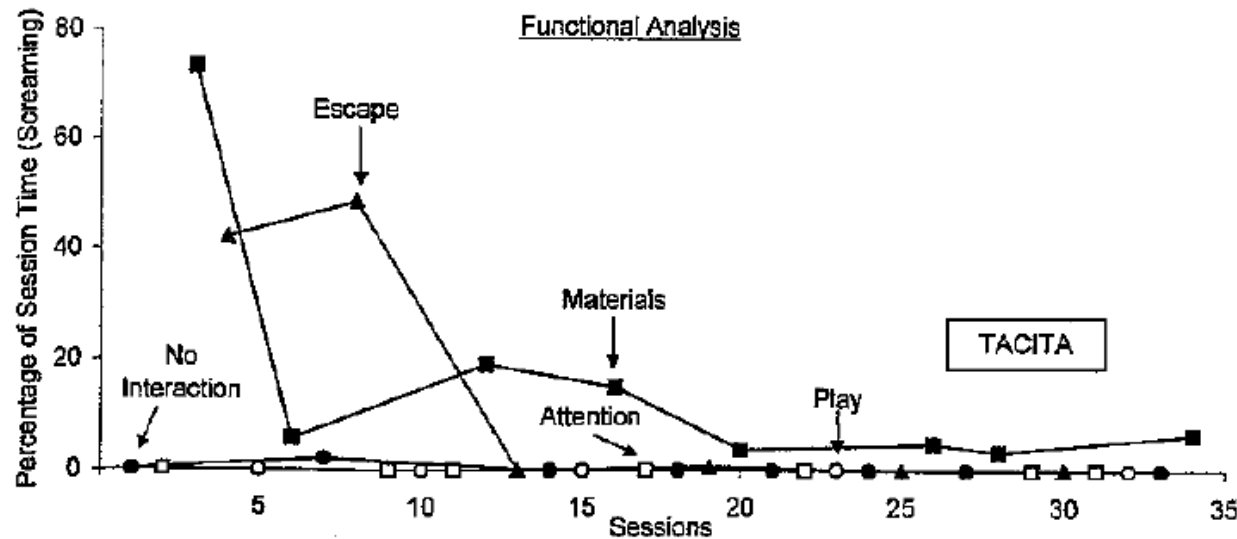 Functional Analysis
Percentage of Session Time (Screaming)
80
60
40
20
0
Escape
Materials
No
Interaction
Attention
Play
TACITA
5
10
15
20
25
30
35
Sessions